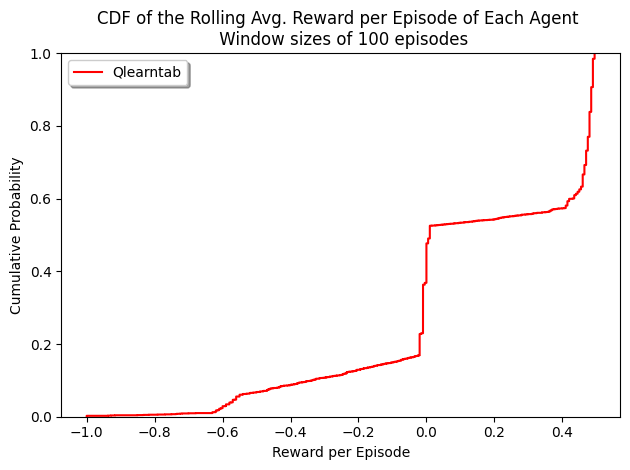 CDF of the Rolling Avg. Reward per Episode of Each Agent
Window sizes of 100 episodes
Qlearntab
1.0
0.8
0.6
0.4
0.2
0.0
Cumulative Probability
−1.0 −0.8 −0.6 −0.4 −0.2 0.0 0.2 0.4
Reward per Episode